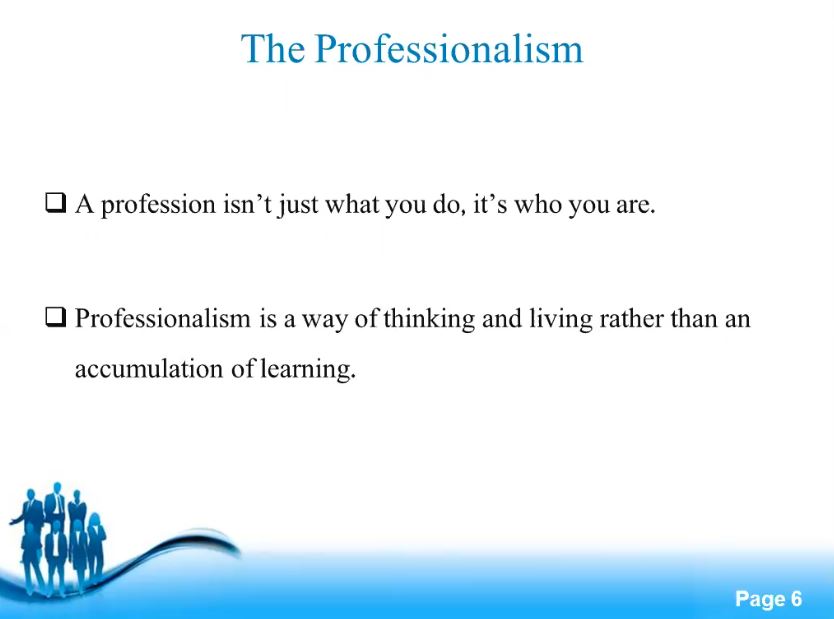 The Professionalism
❑ A profession isn’t just what you do, it’s who you are.
❑ Professionalism is a way of thinking and living rather than an
accumulation of learning.
Page 6